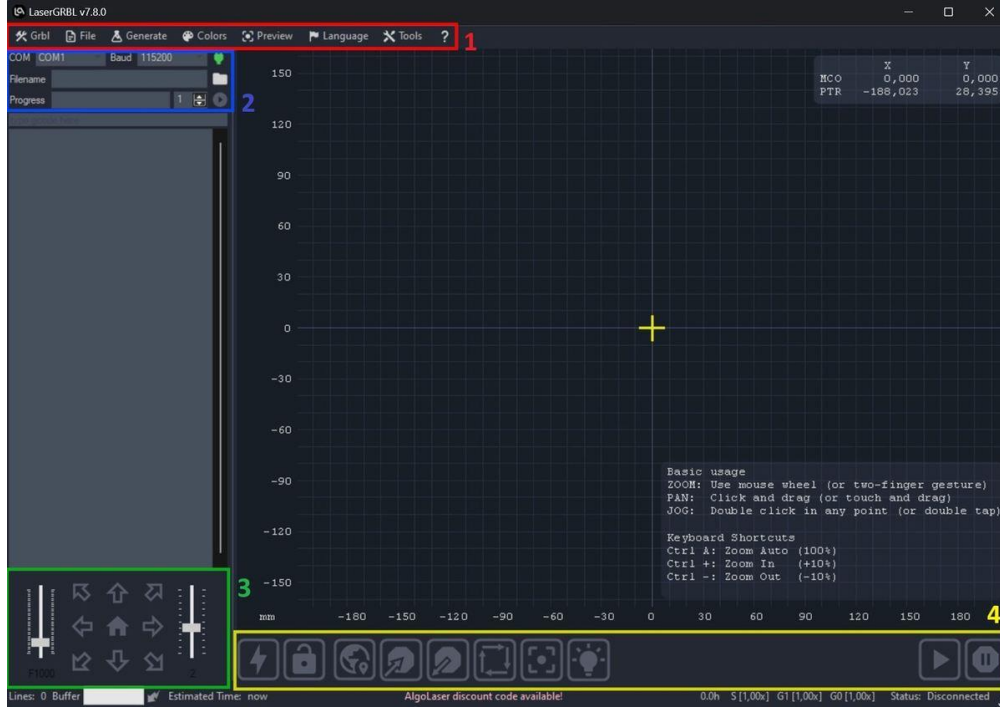 LaserGRBL v7.8.0
Grbl File Generate Colors Preview Language Tools ? 1
COM COM1 Baud 115200
Filename
Progress 1
2
X Y
MCO 0,000 0,000
PTR -188,023 28,395
150
120
90
60
30
0
-30
-60
-90
-120
-150
Basic usage
ZOOM: Use mouse wheel (or two-finger gesture)
PAN: Click and drag (or touch and drag)
JOG: Double click in any point (or double tap)
Keyboard Shortcuts
Ctrl A: Zoom Auto (100%)
Ctrl +: Zoom In (+10%)
Ctrl -: Zoom Out (-10%)
3
mm -180 -150 -120 -90 -60 -30 0 30 60 90 120 150 180 4
F1000 2
Lines: 0 Buffer Estimated Time: now AlgoLaser discount code available! 0.0h S [1,00x] G1 [1,00x] G0 [1,00x] Status: Disconnected